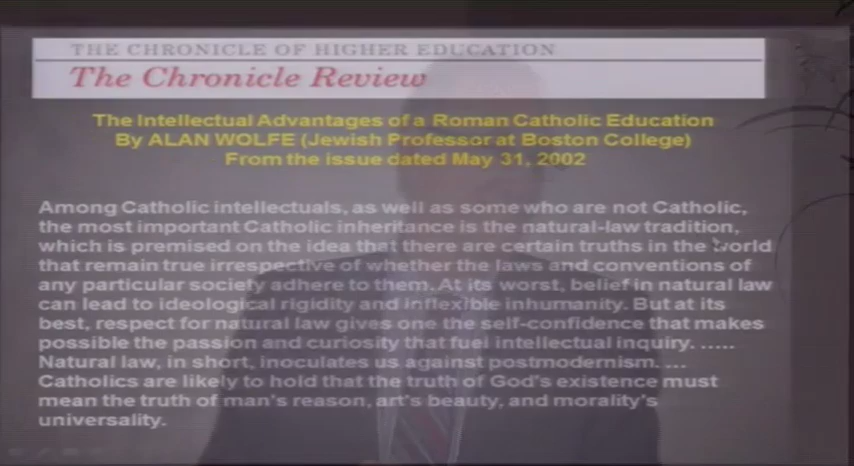 THE CHRONICLE OF HIGHER EDUCATION
The Chronicle Review
The Intellectual Advantages of a Roman Catholic Education
By ALAN WOLFE (Jewish Professor at Boston College)
From the issue dated May 31, 2002
Among Catholic intellectuals, as well as some who are not Catholic,
the most important Catholic inheritance is the natural-law tradition,
which is premised on the idea that there are certain truths in the world
that remain true irrespective of whether the laws and conventions of
any particular society adhere to them. At its worst, belief in natural law
can lead to ideological rigidity and inflexible inhumanity. But at its
best, respect for natural law gives one the self-confidence that makes
possible the passion and curiosity that fuel intellectual inquiry. .....
Natural law, in short, inoculates us against postmodernism. ...
Catholics are likely to hold that the truth of God's existence must
mean the truth of man's reason, art's beauty, and morality's
universality.